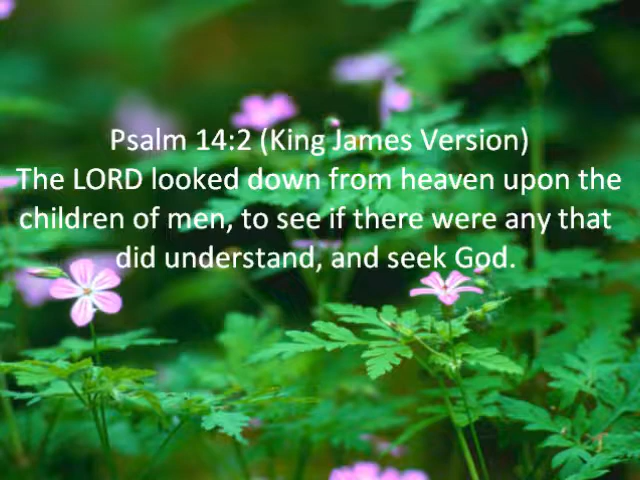 Psalm 14:2 (King James Version)
The LORD looked down from heaven upon the
children of men, to see if there were any that
did understand, and seek God.